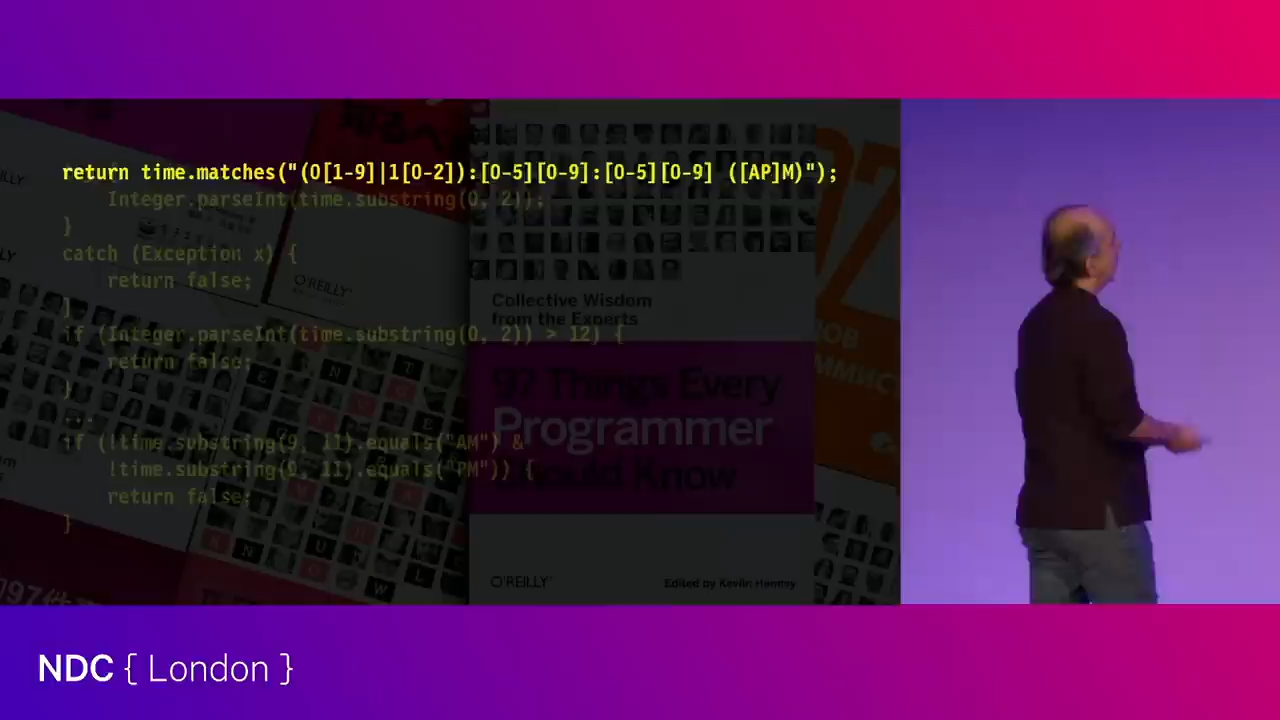 return time.matches("(0[1-9]|1[0-2]):[0-5][0-9]:[0-5][0-9] ([AP]M)");
Integer.parseInt(time.substring(0, 2));
}
catch (Exception x) {
return false;
}
if (Integer.parseInt(time.substring(0, 2)) > 12) {
return false;
}
...
if (!time.substring(9, 11).equals("AM") &
!time.substring(9, 11).equals("PM")) {
return false;
}
O'REILLY
Collective Wisdom
from the Experts
97 Things Every
Programmer
Should Know
O'REILLY
Edited by Kevlin Henney
97
NDC { London }